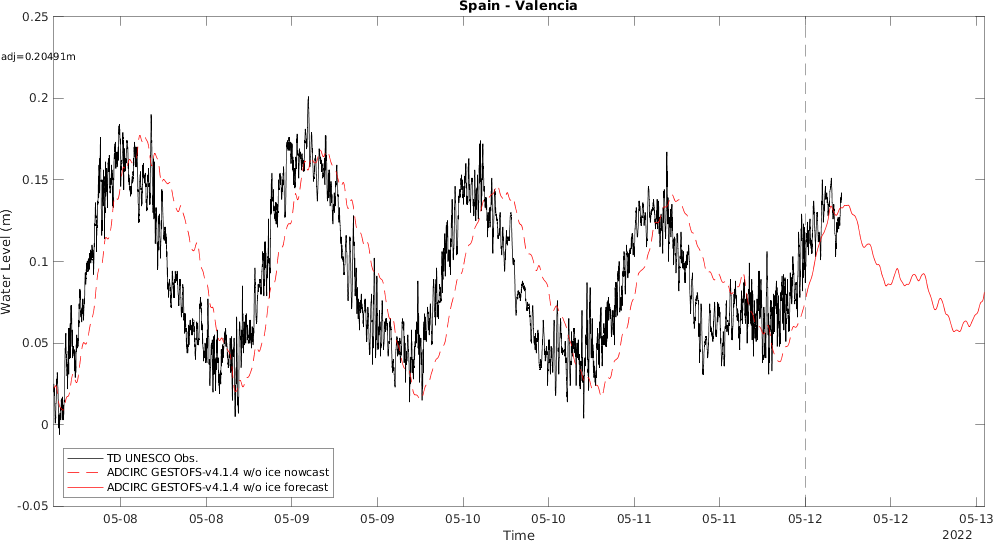 Spain - Valencia
0.25
adj=0.20491m
0.2
0.15
0.1
0.05
0
-0.05
Water Level (m)
TD UNESCO Obs.
ADCIRC GESTOFS-v4.1.4 w/o ice nowcast
ADCIRC GESTOFS-v4.1.4 w/o ice forecast
05-08 05-08 05-09 05-09 05-10 05-10 05-11 05-11 05-12 05-12 05-13
Time
2022